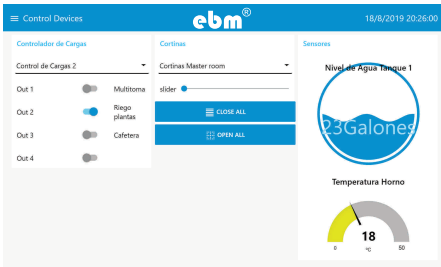 Control Devices
ebm®
18/8/2019 20:26:00
Controlador de Cargas
Control de Cargas 2
Out 1 Multitoma
Out 2 Riego plantas
Out 3 Cafetera
Out 4
Cortinas
Cortinas Master room
slider
CLOSE ALL
OPEN ALL
Sensores
Nivel de Agua Tanque 1
23Galones
Temperatura Horno
18
0 ºC 50